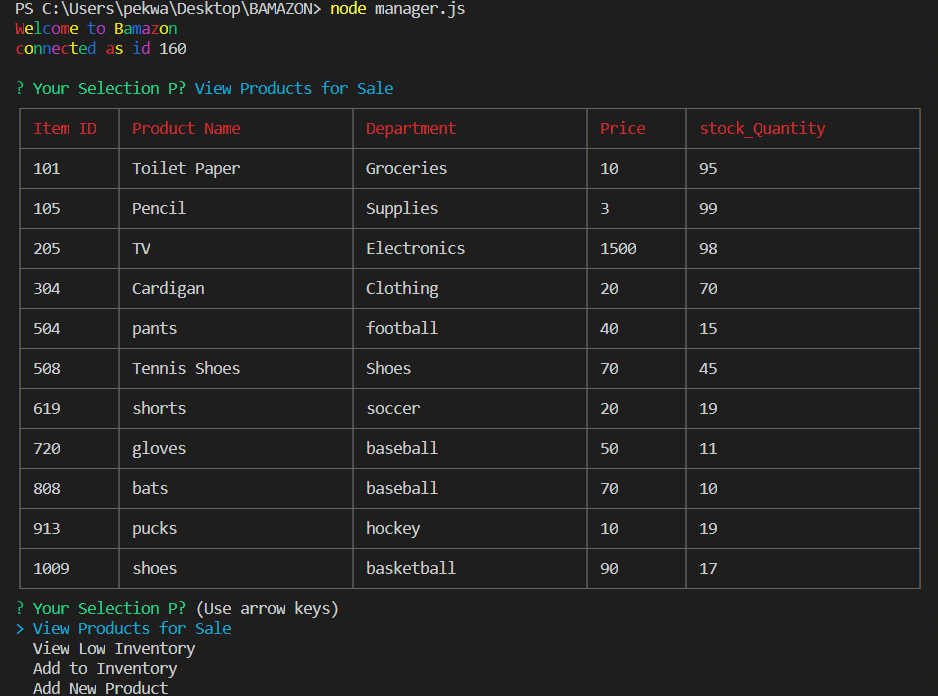 PS C:\Users\pekwa\Desktop\BAMAZON> node manager.js
Welcome to Bamazon
connected as id 160
? Your Selection P? View Products for Sale
Item ID Product Name Department Price stock_Quantity
101 Toilet Paper Groceries 10 95
105 Pencil Supplies 3 99
205 TV Electronics 1500 98
304 Cardigan Clothing 20 70
504 pants football 40 15
508 Tennis Shoes Shoes 70 45
619 shorts soccer 20 19
720 gloves baseball 50 11
808 bats baseball 70 10
913 pucks hockey 10 19
1009 shoes basketball 90 17
? Your Selection P? (Use arrow keys)
> View Products for Sale
View Low Inventory
Add to Inventory
Add New Product